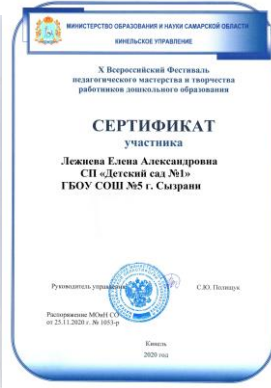 МИНИСТЕРСТВО ОБРАЗОВАНИЯ И НАУКИ САМАРСКОЙ ОБЛАСТИ
КИНЕЛЬСКОЕ УПРАВЛЕНИЕ
X Всероссийский Фестиваль
педагогического мастерства и творчества
работников дошкольного образования
СЕРТИФИКАТ
участника
Лежнева Елена Александровна
СП «Детский сад №1»
ГБОУ СОШ №5 г. Сызрани
Руководитель управления
С.Ю. Полищук
Распоряжение МОиН СО
от 25.11.2020 г. № 1053-р
Кинель
2020 год